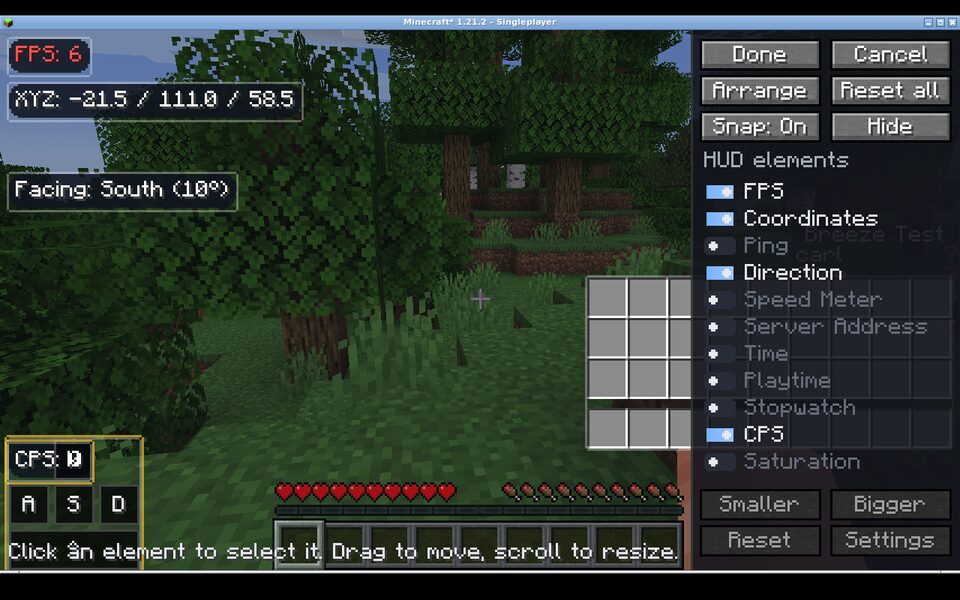 Minecraft* 1.21.2 - Singleplayer
FPS: 6
XYZ: -21.5 / 111.0 / 58.5
Facing: South (10°)
Done
Cancel
Arrange
Reset all
Snap: On
Hide
HUD elements
FPS
Coordinates
Ping
Breeze Test
carl
Direction
Speed Meter
Server Address
Time
Playtime
Stopwatch
CPS
Saturation
Smaller
Bigger
Reset
Settings
CPS: 0
A S D
Click an element to select it. Drag to move, scroll to resize.